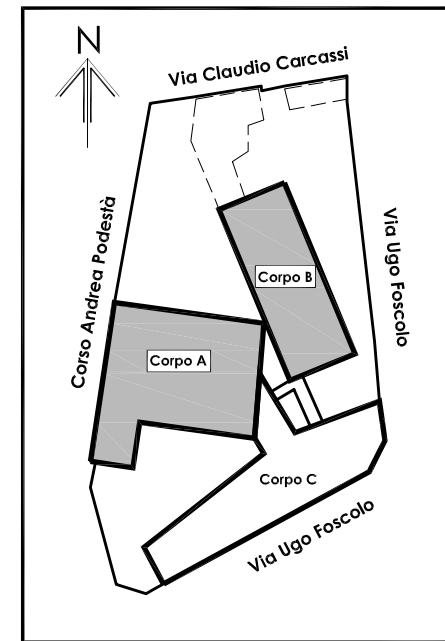 N
Via Claudio Carcassi
Corso Andrea Podestà
Via Ugo Foscolo
Corpo B
Corpo A
Corpo C
Via Ugo Foscolo